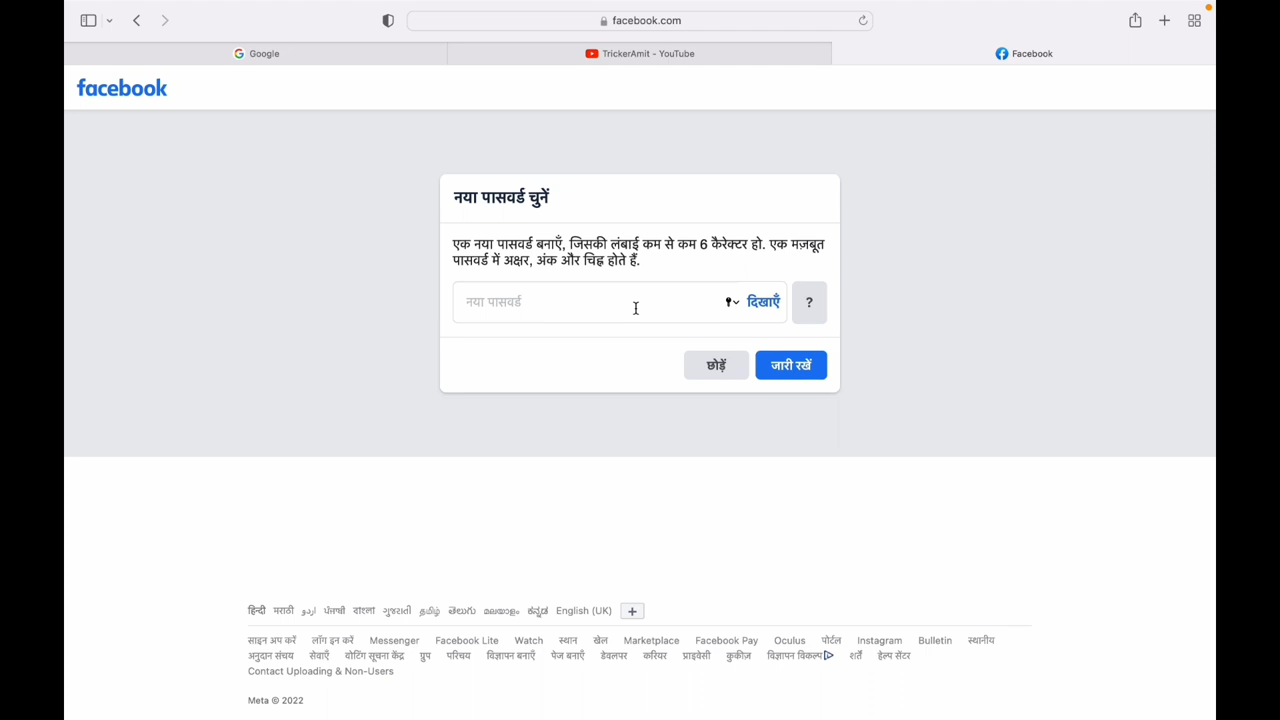 facebook.com
Google
TrickerAmit - YouTube
Facebook
facebook
नया पासवर्ड चुनें
एक नया पासवर्ड बनाएँ, जिसकी लंबाई कम से कम 6 कैरेक्टर हो. एक मज़बूत
पासवर्ड में अक्षर, अंक और चिह्न होते हैं.
नया पासवर्ड दिखाएँ ?
छोड़ें जारी रखें
हिन्दी मराठी اردو ਪੰਜਾਬੀ বাংলা ગુજરાતી தமிழ் తెలుగు മലയാളം ಕನ್ನಡ English (UK) +
साइन अप करें लॉग इन करें Messenger Facebook Lite Watch स्थान खेल Marketplace Facebook Pay Oculus पोर्टल Instagram Bulletin स्थानीय
अनुदान संचय सेवाएँ वोटिंग सूचना केंद्र ग्रुप परिचय विज्ञापन बनाएँ पेज बनाएँ डेवलपर करियर प्राइवेसी कुकीज़ विज्ञापन विकल्प शर्तें हेल्प सेंटर
Contact Uploading & Non-Users
Meta © 2022